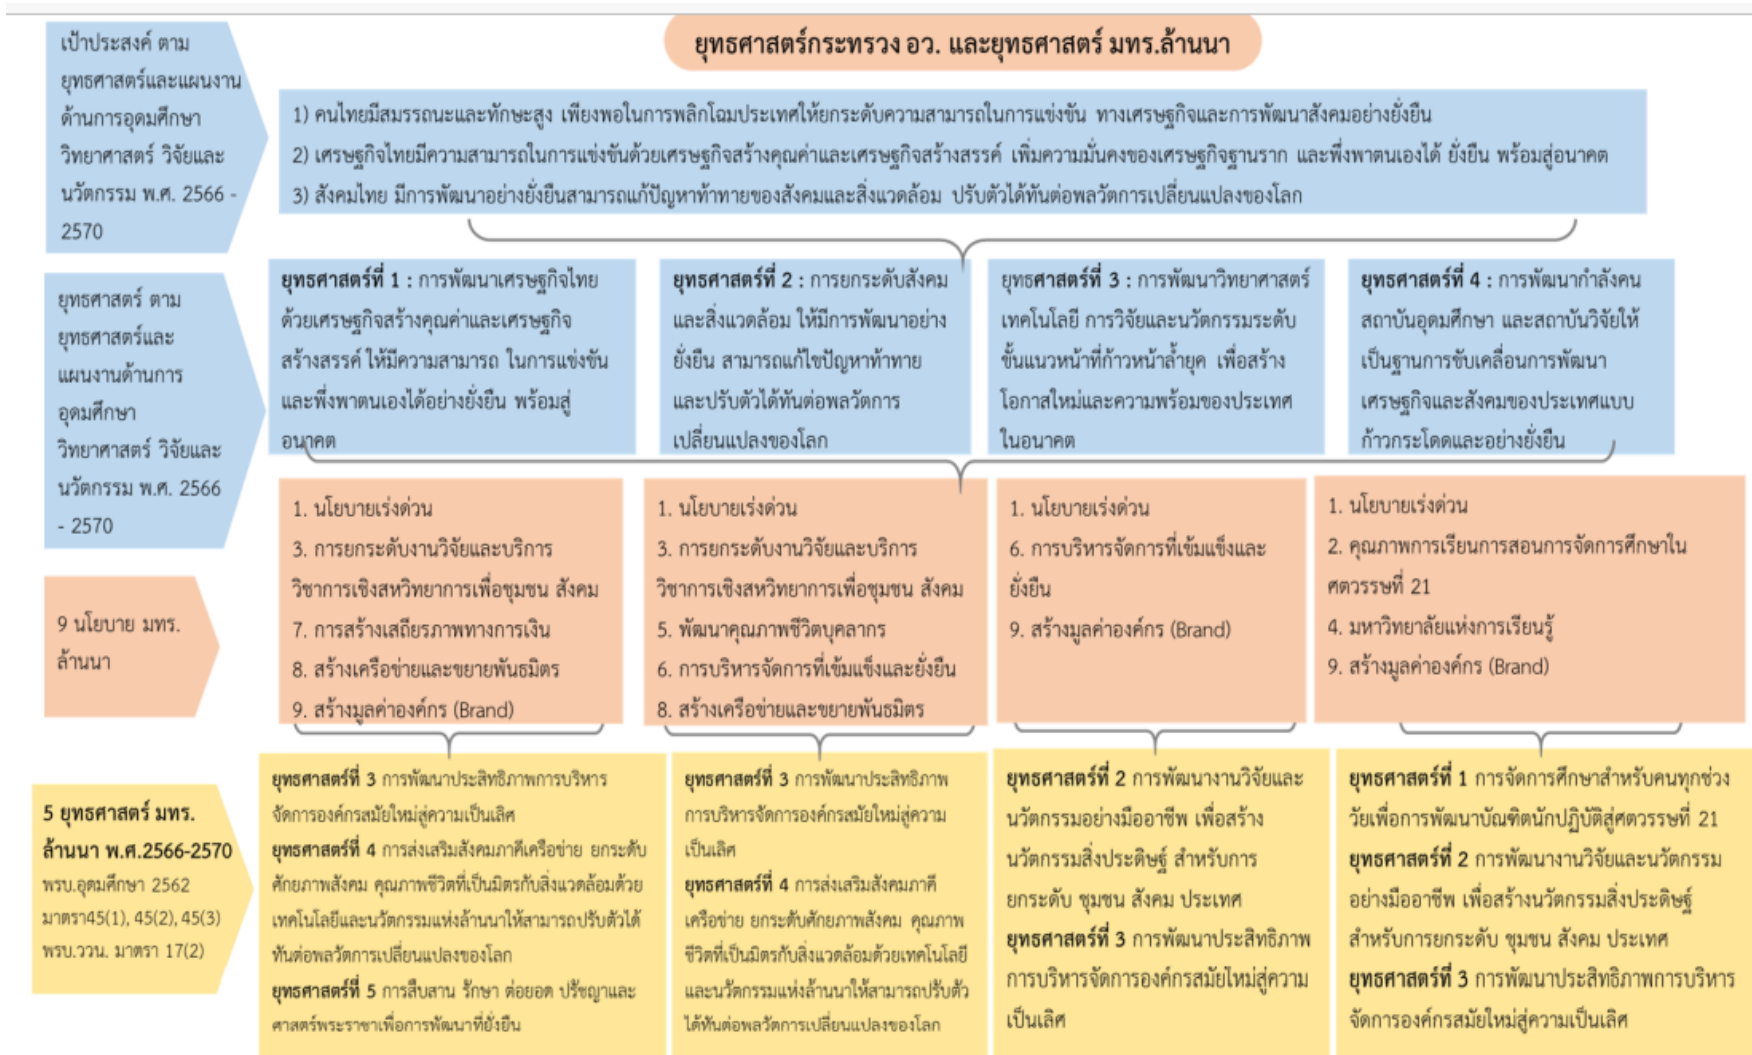 ยุทธศาสตร์กระทรวง อว. และยุทธศาสตร์ มทร.ล้านนา
เป้าประสงค์ ตาม
ยุทธศาสตร์และแผนงาน
ด้านการอุดมศึกษา
วิทยาศาสตร์ วิจัยและ
นวัตกรรม พ.ศ. 2566 -
2570
1) คนไทยมีสมรรถนะและทักษะสูง เพียงพอในการพลิกโฉมประเทศให้ยกระดับความสามารถในการแข่งขัน ทางเศรษฐกิจและการพัฒนาสังคมอย่างยั่งยืน
2) เศรษฐกิจไทยมีความสามารถในการแข่งขันด้วยเศรษฐกิจสร้างคุณค่าและเศรษฐกิจสร้างสรรค์ เพิ่มความมั่นคงของเศรษฐกิจฐานราก และพึ่งพาตนเองได้ ยั่งยืน พร้อมสู่อนาคต
3) สังคมไทย มีการพัฒนาอย่างยั่งยืนสามารถแก้ปัญหาท้าทายของสังคมและสิ่งแวดล้อม ปรับตัวได้ทันต่อพลวัตการเปลี่ยนแปลงของโลก
ยุทธศาสตร์ ตาม
ยุทธศาสตร์และ
แผนงานด้านการ
อุดมศึกษา
วิทยาศาสตร์ วิจัยและ
นวัตกรรม พ.ศ. 2566
- 2570
ยุทธศาสตร์ที่ 1 : การพัฒนาเศรษฐกิจไทย
ด้วยเศรษฐกิจสร้างคุณค่าและเศรษฐกิจ
สร้างสรรค์ ให้มีความสามารถ ในการแข่งขัน
และพึ่งพาตนเองได้อย่างยั่งยืน พร้อมสู่
อนาคต
ยุทธศาสตร์ที่ 2 : การยกระดับสังคม
และสิ่งแวดล้อม ให้มีการพัฒนาอย่าง
ยั่งยืน สามารถแก้ไขปัญหาท้าทาย
และปรับตัวได้ทันต่อพลวัตการ
เปลี่ยนแปลงของโลก
ยุทธศาสตร์ที่ 3 : การพัฒนาวิทยาศาสตร์
เทคโนโลยี การวิจัยและนวัตกรรมระดับ
ขั้นแนวหน้าที่ก้าวหน้าล้ำยุค เพื่อสร้าง
โอกาสใหม่และความพร้อมของประเทศ
ในอนาคต
ยุทธศาสตร์ที่ 4 : การพัฒนากำลังคน
สถาบันอุดมศึกษา และสถาบันวิจัยให้
เป็นฐานการขับเคลื่อนการพัฒนา
เศรษฐกิจและสังคมของประเทศแบบ
ก้าวกระโดดและอย่างยั่งยืน
9 นโยบาย มทร.
ล้านนา
1. นโยบายเร่งด่วน
3. การยกระดับงานวิจัยและบริการ
วิชาการเชิงสหวิทยาการเพื่อชุมชน สังคม
7. การสร้างเสถียรภาพทางการเงิน
8. สร้างเครือข่ายและขยายพันธมิตร
9. สร้างมูลค่าองค์กร (Brand)
1. นโยบายเร่งด่วน
3. การยกระดับงานวิจัยและบริการ
วิชาการเชิงสหวิทยาการเพื่อชุมชน สังคม
5. พัฒนาคุณภาพชีวิตบุคลากร
6. การบริหารจัดการที่เข้มแข็งและยั่งยืน
8. สร้างเครือข่ายและขยายพันธมิตร
1. นโยบายเร่งด่วน
6. การบริหารจัดการที่เข้มแข็งและ
ยั่งยืน
9. สร้างมูลค่าองค์กร (Brand)
1. นโยบายเร่งด่วน
2. คุณภาพการเรียนการสอนการจัดการศึกษาใน
ศตวรรษที่ 21
4. มหาวิทยาลัยแห่งการเรียนรู้
9. สร้างมูลค่าองค์กร (Brand)
5 ยุทธศาสตร์ มทร.
ล้านนา พ.ศ.2566-2570
พรบ.อุดมศึกษา 2562
มาตรา45(1), 45(2), 45(3)
พรบ.ววน. มาตรา 17(2)
ยุทธศาสตร์ที่ 3 การพัฒนาประสิทธิภาพการบริหาร
จัดการองค์กรสมัยใหม่สู่ความเป็นเลิศ
ยุทธศาสตร์ที่ 4 การส่งเสริมสังคมภาคีเครือข่าย ยกระดับ
ศักยภาพสังคม คุณภาพชีวิตที่เป็นมิตรกับสิ่งแวดล้อมด้วย
เทคโนโลยีและนวัตกรรมแห่งล้านนาให้สามารถปรับตัวได้
ทันต่อพลวัตการเปลี่ยนแปลงของโลก
ยุทธศาสตร์ที่ 5 การสืบสาน รักษา ต่อยอด ปรัชญาและ
ศาสตร์พระราชาเพื่อการพัฒนาที่ยั่งยืน
ยุทธศาสตร์ที่ 3 การพัฒนาประสิทธิภาพ
การบริหารจัดการองค์กรสมัยใหม่สู่ความ
เป็นเลิศ
ยุทธศาสตร์ที่ 4 การส่งเสริมสังคมภาคี
เครือข่าย ยกระดับศักยภาพสังคม คุณภาพ
ชีวิตที่เป็นมิตรกับสิ่งแวดล้อมด้วยเทคโนโลยี
และนวัตกรรมแห่งล้านนาให้สามารถปรับตัว
ได้ทันต่อพลวัตการเปลี่ยนแปลงของโลก
ยุทธศาสตร์ที่ 2 การพัฒนางานวิจัยและ
นวัตกรรมอย่างมืออาชีพ เพื่อสร้าง
นวัตกรรมสิ่งประดิษฐ์ สำหรับการ
ยกระดับ ชุมชน สังคม ประเทศ
ยุทธศาสตร์ที่ 3 การพัฒนาประสิทธิภาพ
การบริหารจัดการองค์กรสมัยใหม่สู่ความ
เป็นเลิศ
ยุทธศาสตร์ที่ 1 การจัดการศึกษาสำหรับคนทุกช่วง
วัยเพื่อการพัฒนาบัณฑิตนักปฏิบัติสู่ศตวรรษที่ 21
ยุทธศาสตร์ที่ 2 การพัฒนางานวิจัยและนวัตกรรม
อย่างมืออาชีพ เพื่อสร้างนวัตกรรมสิ่งประดิษฐ์
สำหรับการยกระดับ ชุมชน สังคม ประเทศ
ยุทธศาสตร์ที่ 3 การพัฒนาประสิทธิภาพการบริหาร
จัดการองค์กรสมัยใหม่สู่ความเป็นเลิศ